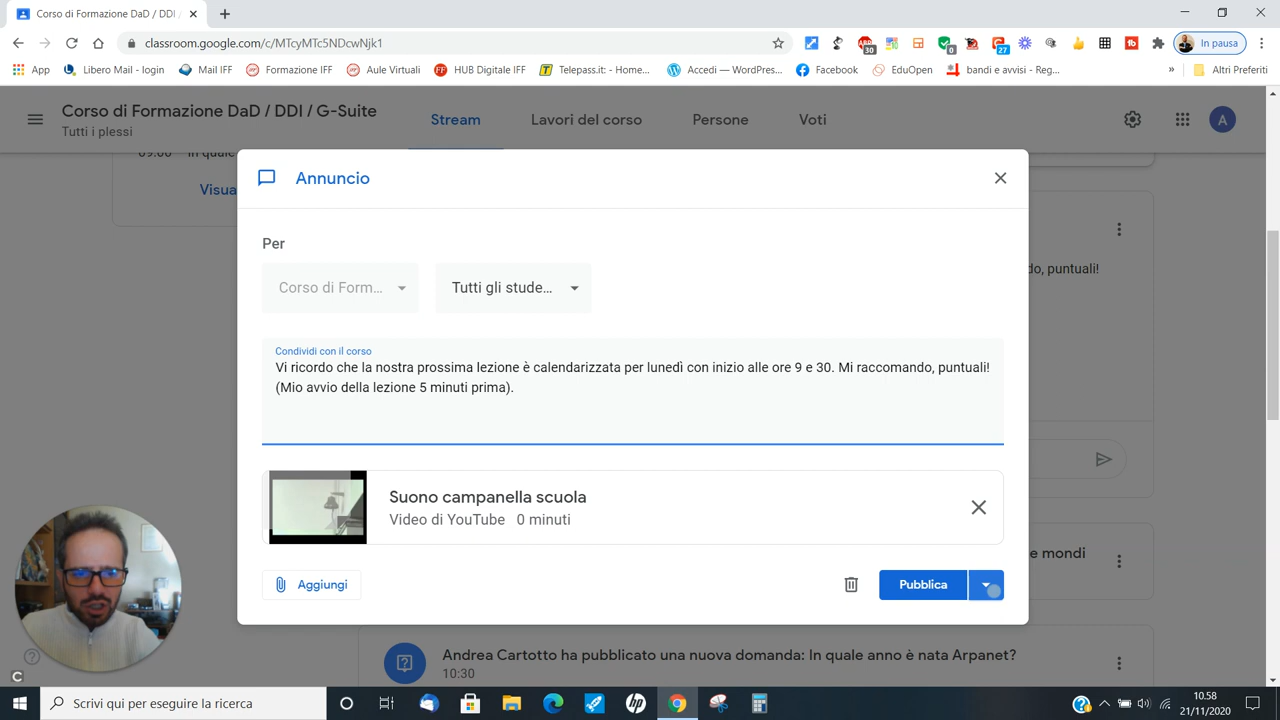 Corso di Formazione DaD / DDI /
classroom.google.com/c/MTcyMTc5NDcwNjk1
In pausa
30
0
27
App
Libero Mail - login
Mail IFF
Formazione IFF
Aule Virtuali
HUB Digitale IFF
Telepass.it: - Home...
Accedi — WordPres...
Facebook
EduOpen
bandi e avvisi - Reg...
»
Altri Preferiti
Corso di Formazione DaD / DDI / G-Suite
Tutti i plessi
Stream
Lavori del corso
Persone
Voti
A
Visua
Annuncio
Per
Corso di Form...
Tutti gli stude...
do, puntuali!
Condividi con il corso
Vi ricordo che la nostra prossima lezione è calendarizzata per lunedì con inizio alle ore 9 e 30. Mi raccomando, puntuali!
(Mio avvio della lezione 5 minuti prima).
Suono campanella scuola
Video di YouTube 0 minuti
e mondi
Aggiungi
Pubblica
Andrea Cartotto ha pubblicato una nuova domanda: In quale anno è nata Arpanet?
10:30
Scrivi qui per eseguire la ricerca
10.58
21/11/2020